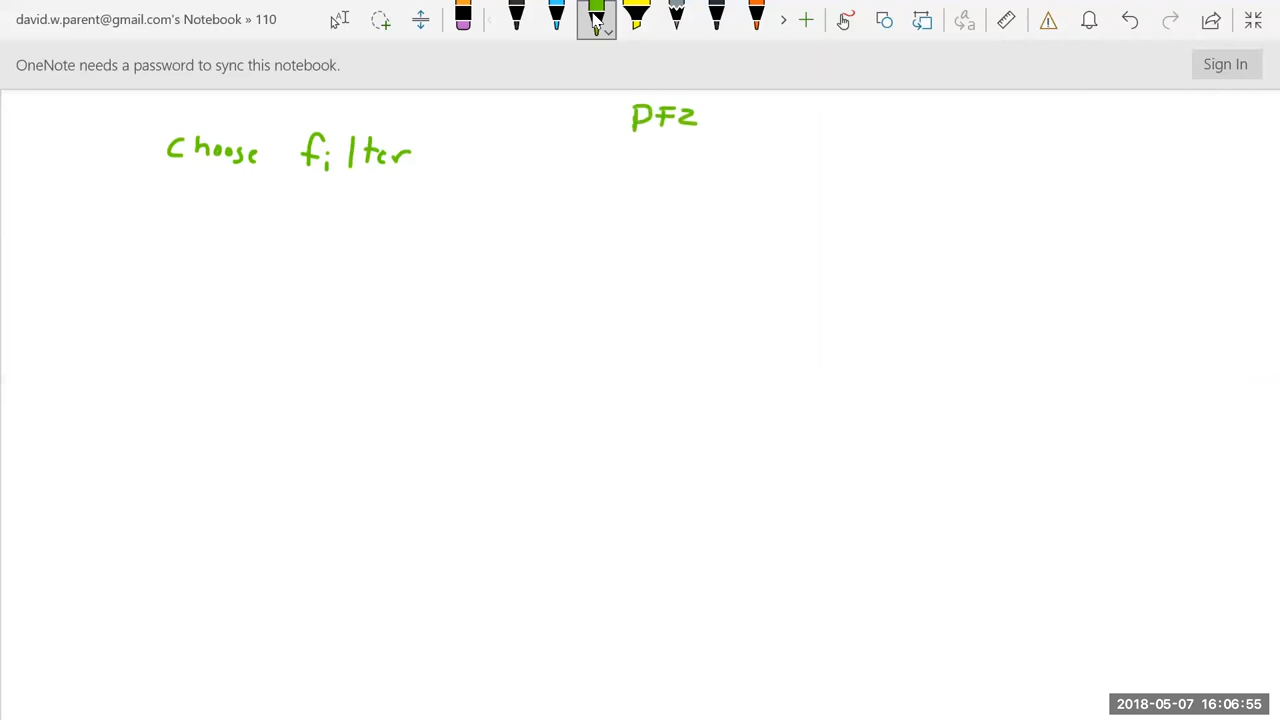 david.w.parent@gmail.com's Notebook » 110
OneNote needs a password to sync this notebook.
Sign In
PF2
Choose filter
2018-05-07 16:06:55